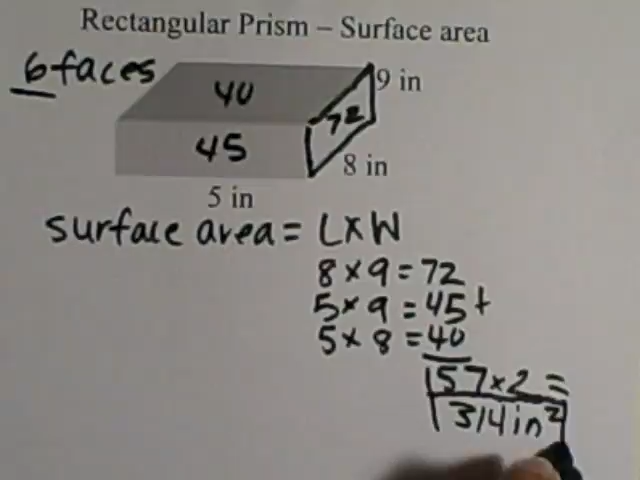 Rectangular Prism – Surface area
6 faces
40
9 in
72
45
8 in
5 in
surface area = L x W
8 x 9 = 72
5 x 9 = 45 +
5 x 8 = 40
157 x 2 =
314 in²